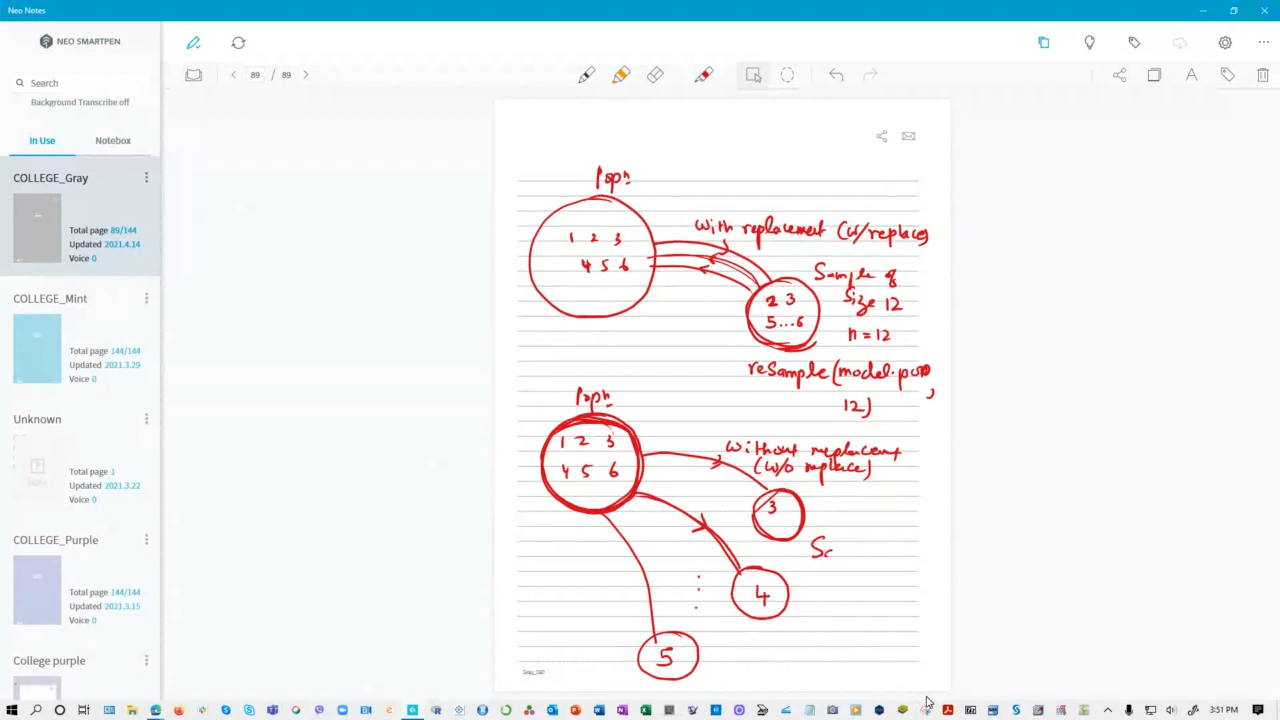 Neo Notes
NEO SMARTPEN
Search
Background Transcribe off
In Use
Notebox
COLLEGE_Gray
Total page 89/144
Updated 2021.4.14
Voice 0
COLLEGE_Mint
Total page 144/144
Updated 2021.3.29
Voice 0
Unknown
Total page 1
Updated 2021.3.22
Voice 0
COLLEGE_Purple
Total page 144/144
Updated 2021.3.15
Voice 0
College purple
89 / 89
Popn.
With replacement (w/replace)
1 2 3
4 5 6
Sample of
size 12
2 3
5...6
n = 12
reSample(model.pop,
12)
Popn.
1 2 3
4 5 6
Without replacement
(w/o replace)
3
Sa
4
5
3:51 PM